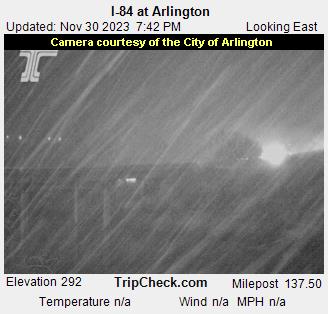 I-84 at Arlington
Updated: Nov 30 2023 7:42 PM Looking East
Camera courtesy of the City of Arlington
Elevation 292 TripCheck.com Milepost 137.50
Temperature n/a Wind n/a MPH n/a